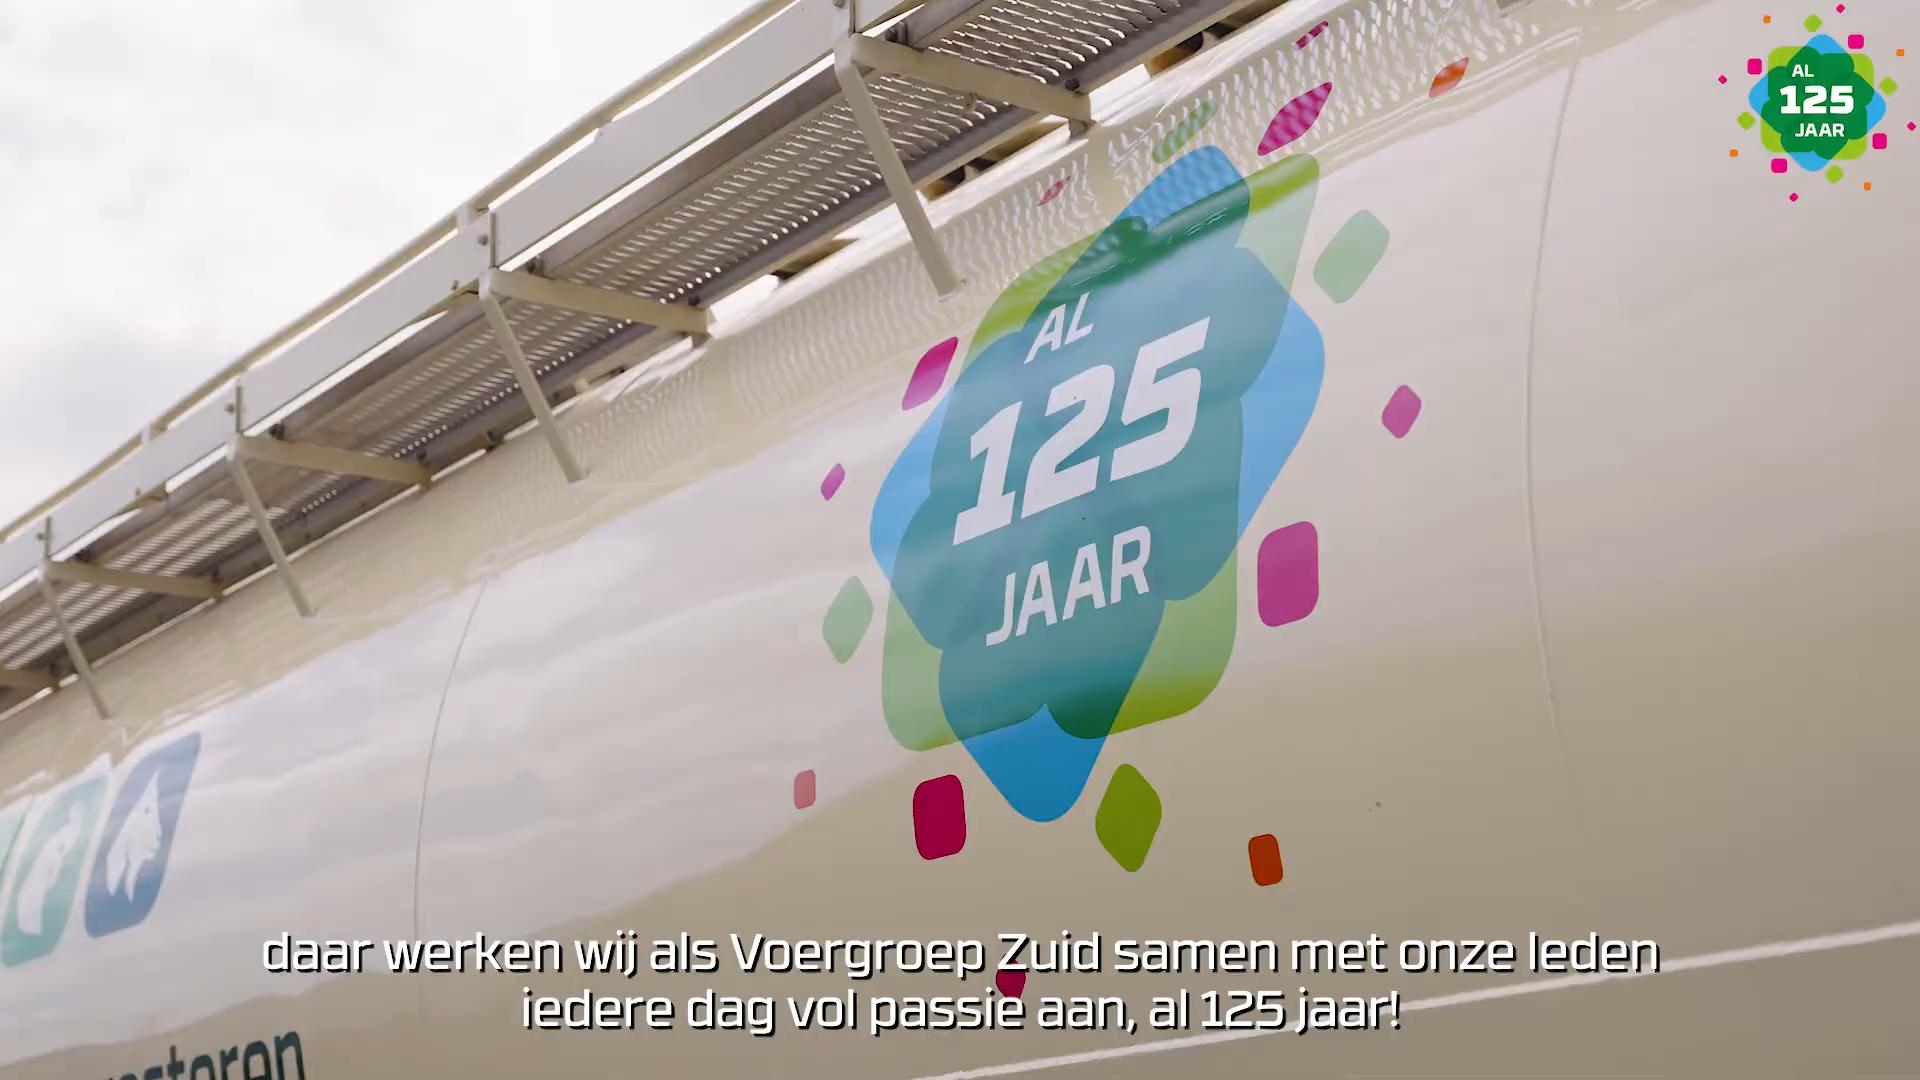 AL
125
JAAR
AL
125
JAAR
daar werken wij als Voergroep Zuid samen met onze leden
iedere dag vol passie aan, al 125 jaar!